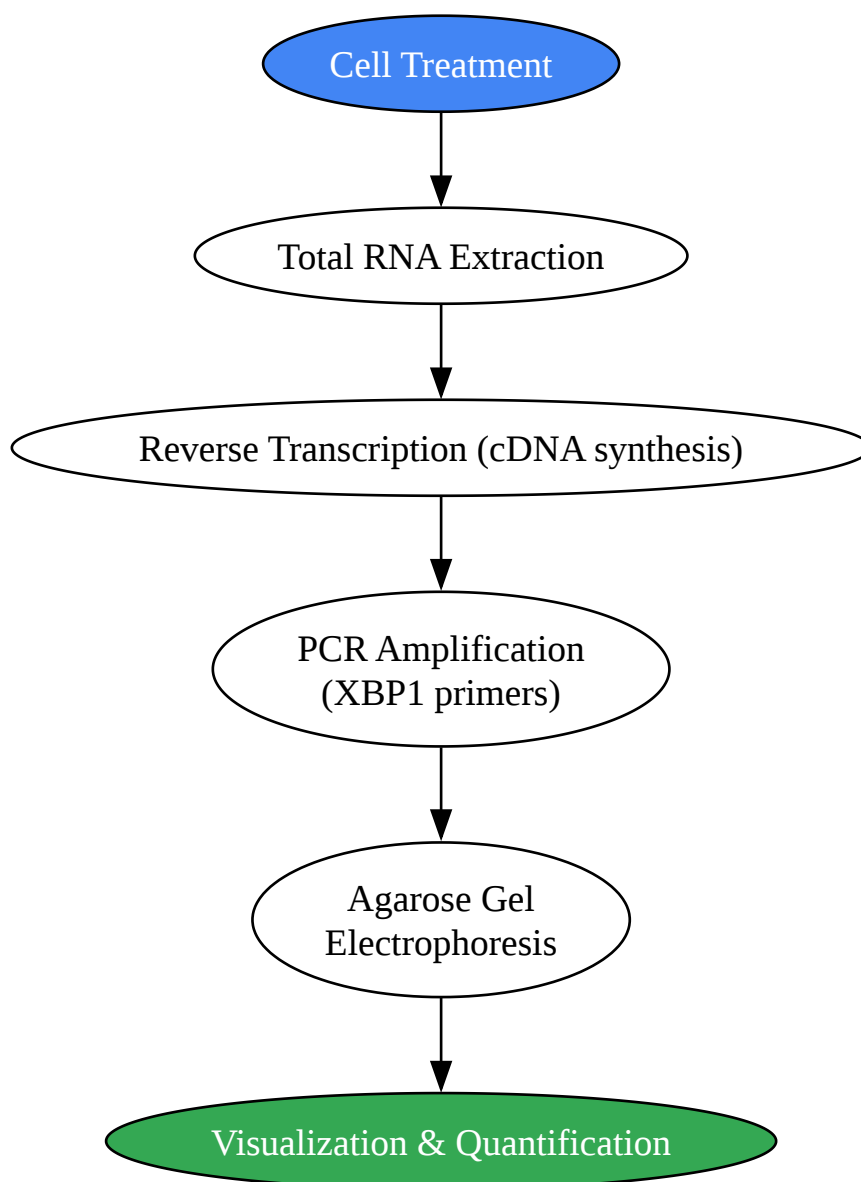 Cell Treatment
Total RNA Extraction
Reverse Transcription (cDNA synthesis)
PCR Amplification
(XBP1 primers)
Agarose Gel
Electrophoresis
Visualization & Quantification